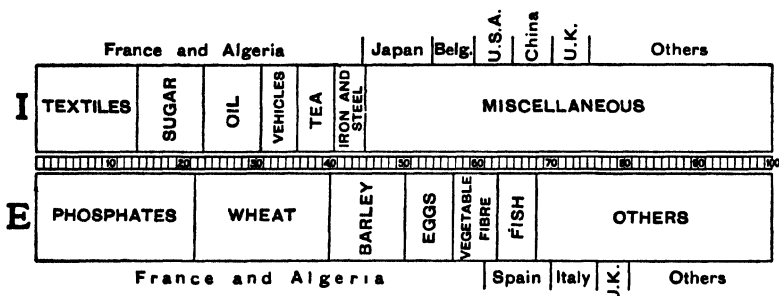 France and Algeria Japan Belg. U.S.A. China U.K. Others
I TEXTILES SUGAR OIL VEHICLES TEA IRON AND STEEL MISCELLANEOUS
10 20 30 40 50 60 70 80 90 100
E PHOSPHATES WHEAT BARLEY EGGS VEGETABLE FIBRE FISH OTHERS
France and Algeria Spain Italy U.K. Others